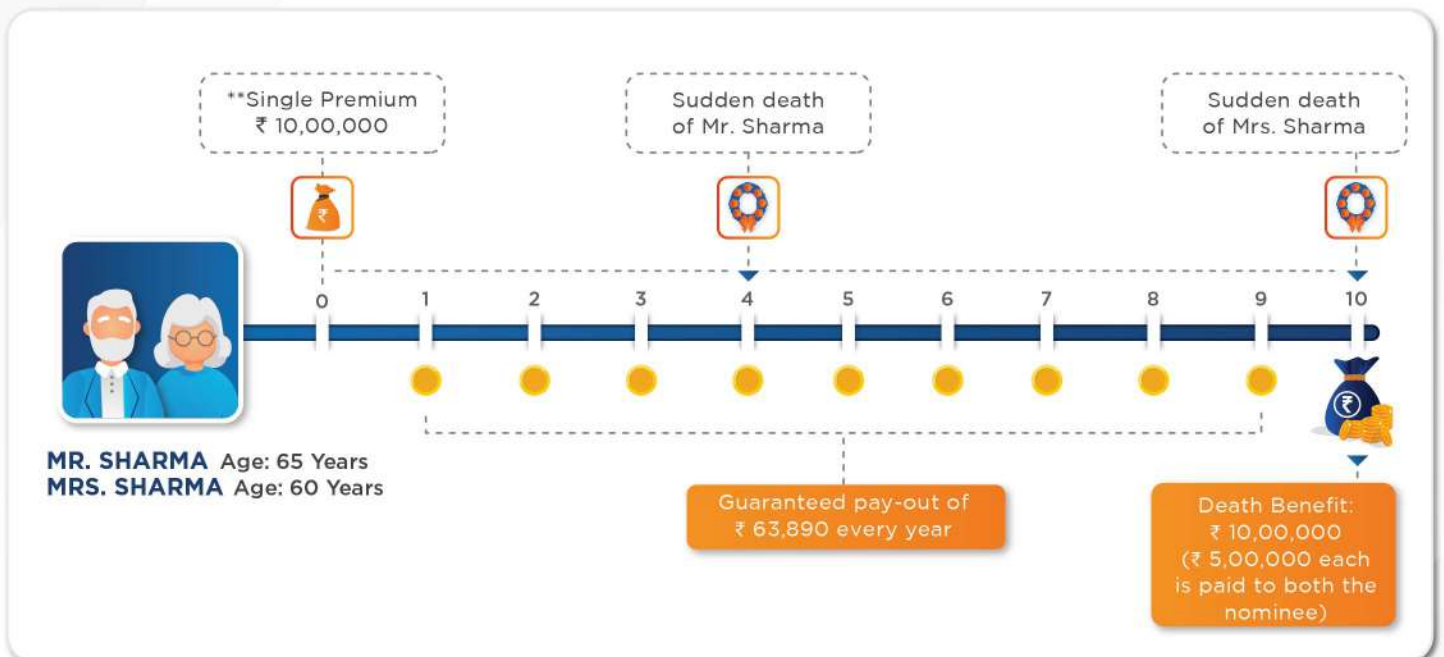 **Single Premium
₹ 10,00,000
Sudden death
of Mr. Sharma
Sudden death
of Mrs. Sharma
₹
0
1
2
3
4
5
6
7
8
9
10
₹
MR. SHARMA Age: 65 Years
MRS. SHARMA Age: 60 Years
Guaranteed pay-out of
₹ 63,890 every year
Death Benefit:
₹ 10,00,000
(₹ 5,00,000 each
is paid to both the
nominee)